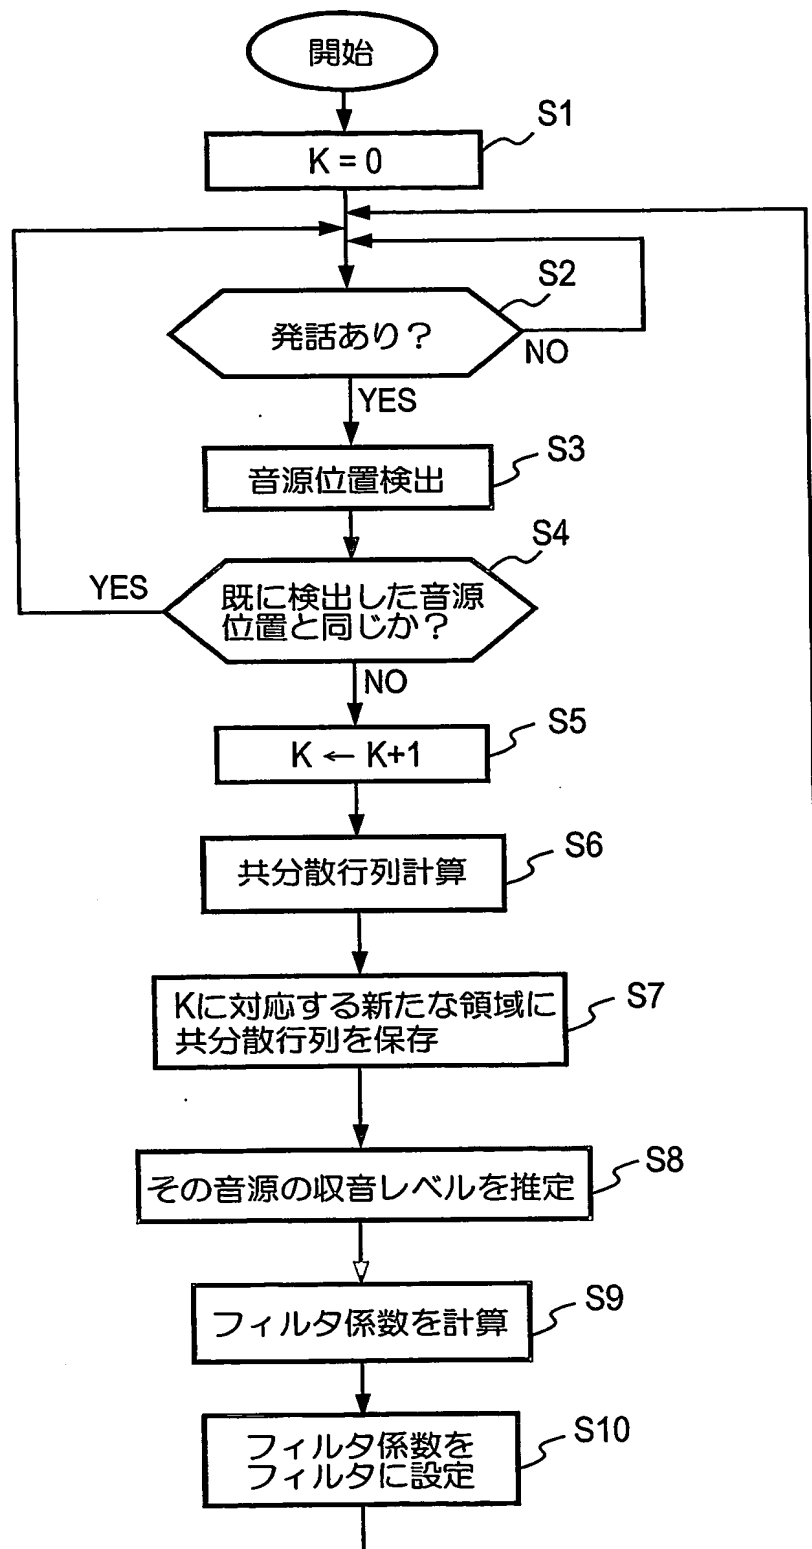 開始
S1
K = 0
S2
発話あり？
NO
YES
S3
音源位置検出
S4
YES
既に検出した音源
位置と同じか？
NO
S5
K ← K+1
S6
共分散行列計算
S7
Kに対応する新たな領域に
共分散行列を保存
S8
その音源の収音レベルを推定
S9
フィルタ係数を計算
S10
フィルタ係数を
フィルタに設定